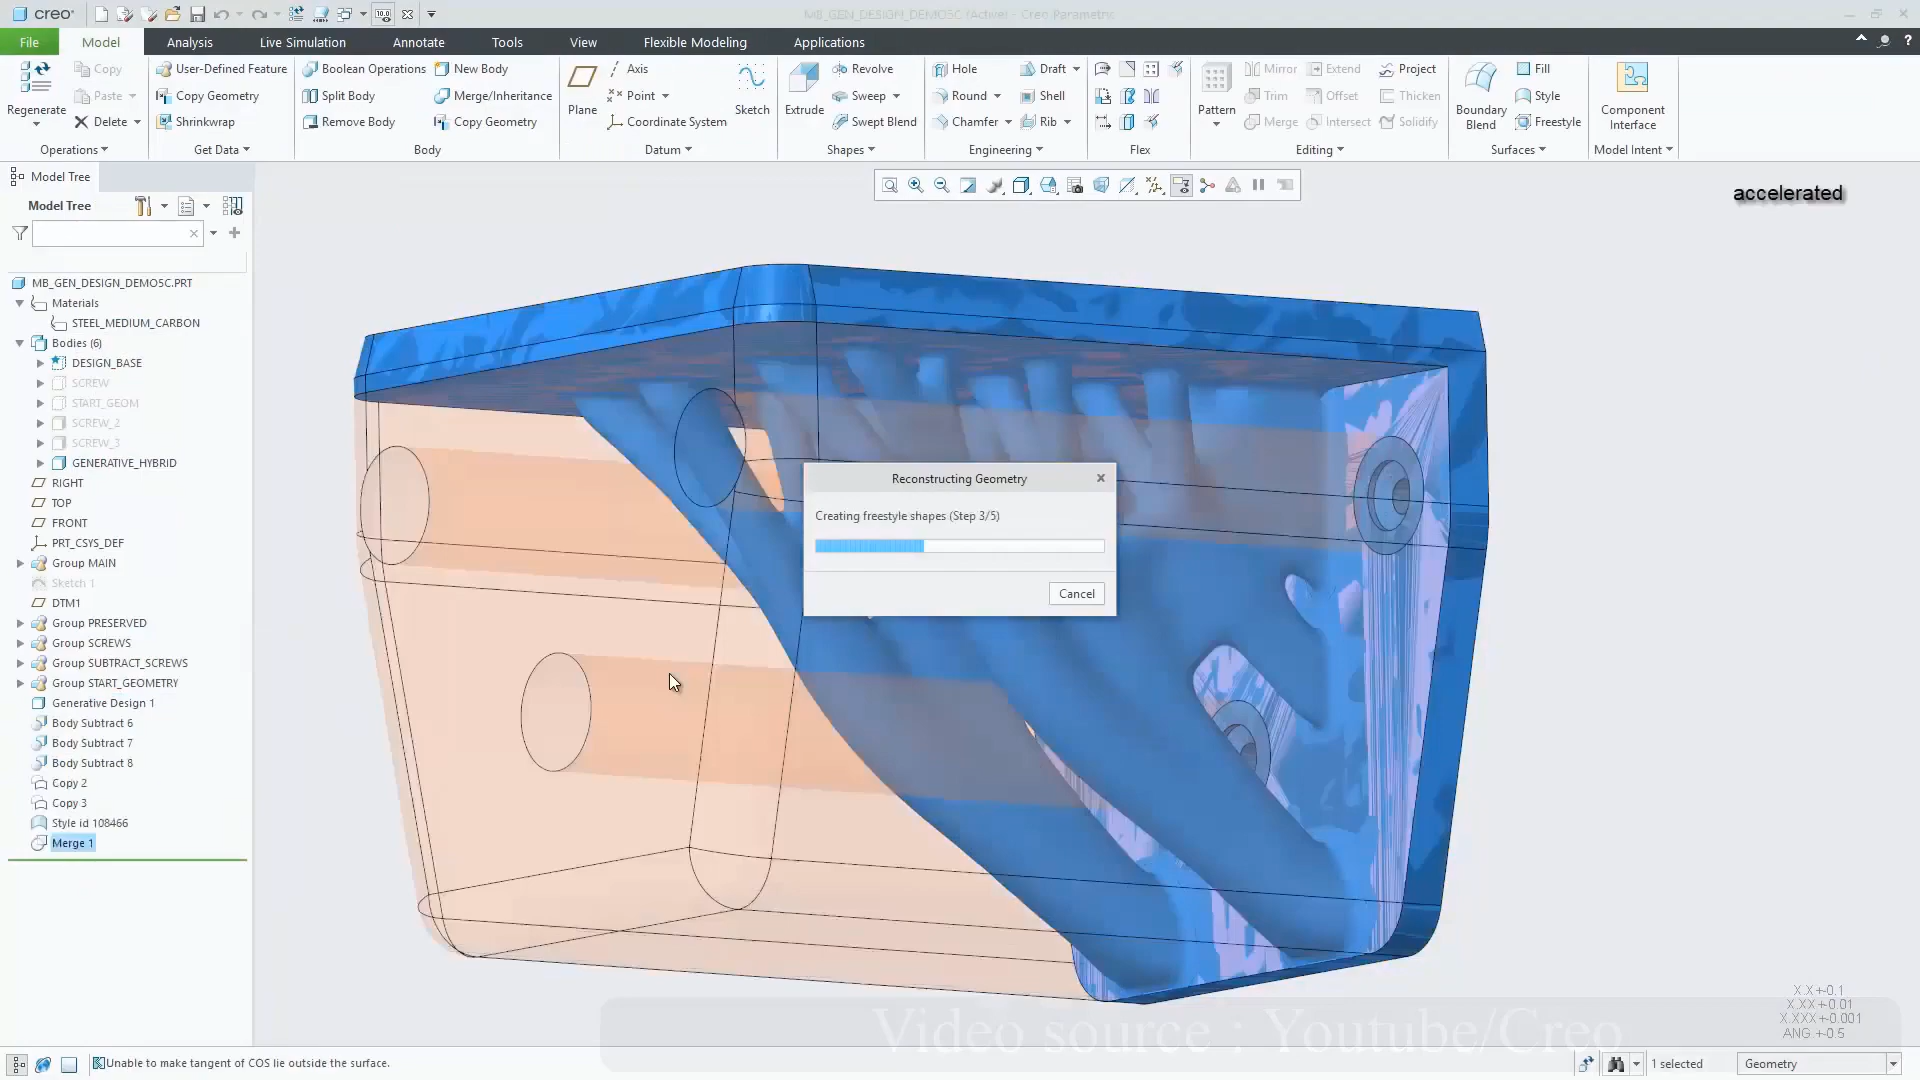 creo
MB_GEN_DESIGN_DEMO5C (Active) - Creo Parametric
File
Model
Analysis
Live Simulation
Annotate
Tools
View
Flexible Modeling
Applications
Regenerate
Copy
Paste
Delete
Operations
User-Defined Feature
Copy Geometry
Shrinkwrap
Get Data
Boolean Operations
Split Body
Remove Body
New Body
Merge/Inheritance
Copy Geometry
Body
Plane
Axis
Point
Coordinate System
Sketch
Datum
Extrude
Revolve
Sweep
Swept Blend
Shapes
Hole
Round
Chamfer
Draft
Shell
Rib
Engineering
Flex
Pattern
Mirror
Trim
Merge
Extend
Offset
Intersect
Project
Thicken
Solidify
Editing
Boundary
Blend
Fill
Style
Freestyle
Surfaces
Component
Interface
Model Intent
Model Tree
Model Tree
accelerated
MB_GEN_DESIGN_DEMO5C.PRT
Materials
STEEL_MEDIUM_CARBON
Bodies (6)
DESIGN_BASE
SCREW
START_GEOM
SCREW_2
SCREW_3
GENERATIVE_HYBRID
RIGHT
TOP
FRONT
PRT_CSYS_DEF
Group MAIN
Sketch 1
DTM1
Group PRESERVED
Group SCREWS
Group SUBTRACT_SCREWS
Group START_GEOMETRY
Generative Design 1
Body Subtract 6
Body Subtract 7
Body Subtract 8
Copy 2
Copy 3
Style id 108466
Merge 1
Reconstructing Geometry
Creating freestyle shapes (Step 3/5)
Cancel
X.X+-0.1
X.XX+-0.01
X.XXX+-0.001
ANG.+-0.5
Video source : Youtube/Creo
Unable to make tangent of COS lie outside the surface.
1 selected
Geometry